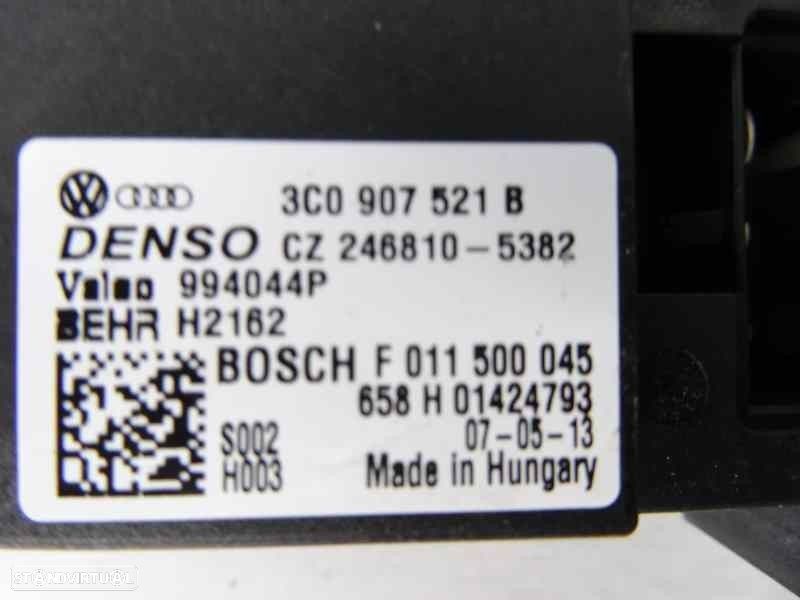 3C0 907 521 B
DENSO CZ 246810-5382
Valeo 994044P
BEHR H2162
BOSCH F 011 500 045
658 H 01424793
S002 07-05-13
H003 Made in Hungary
STANDVIRTUAL